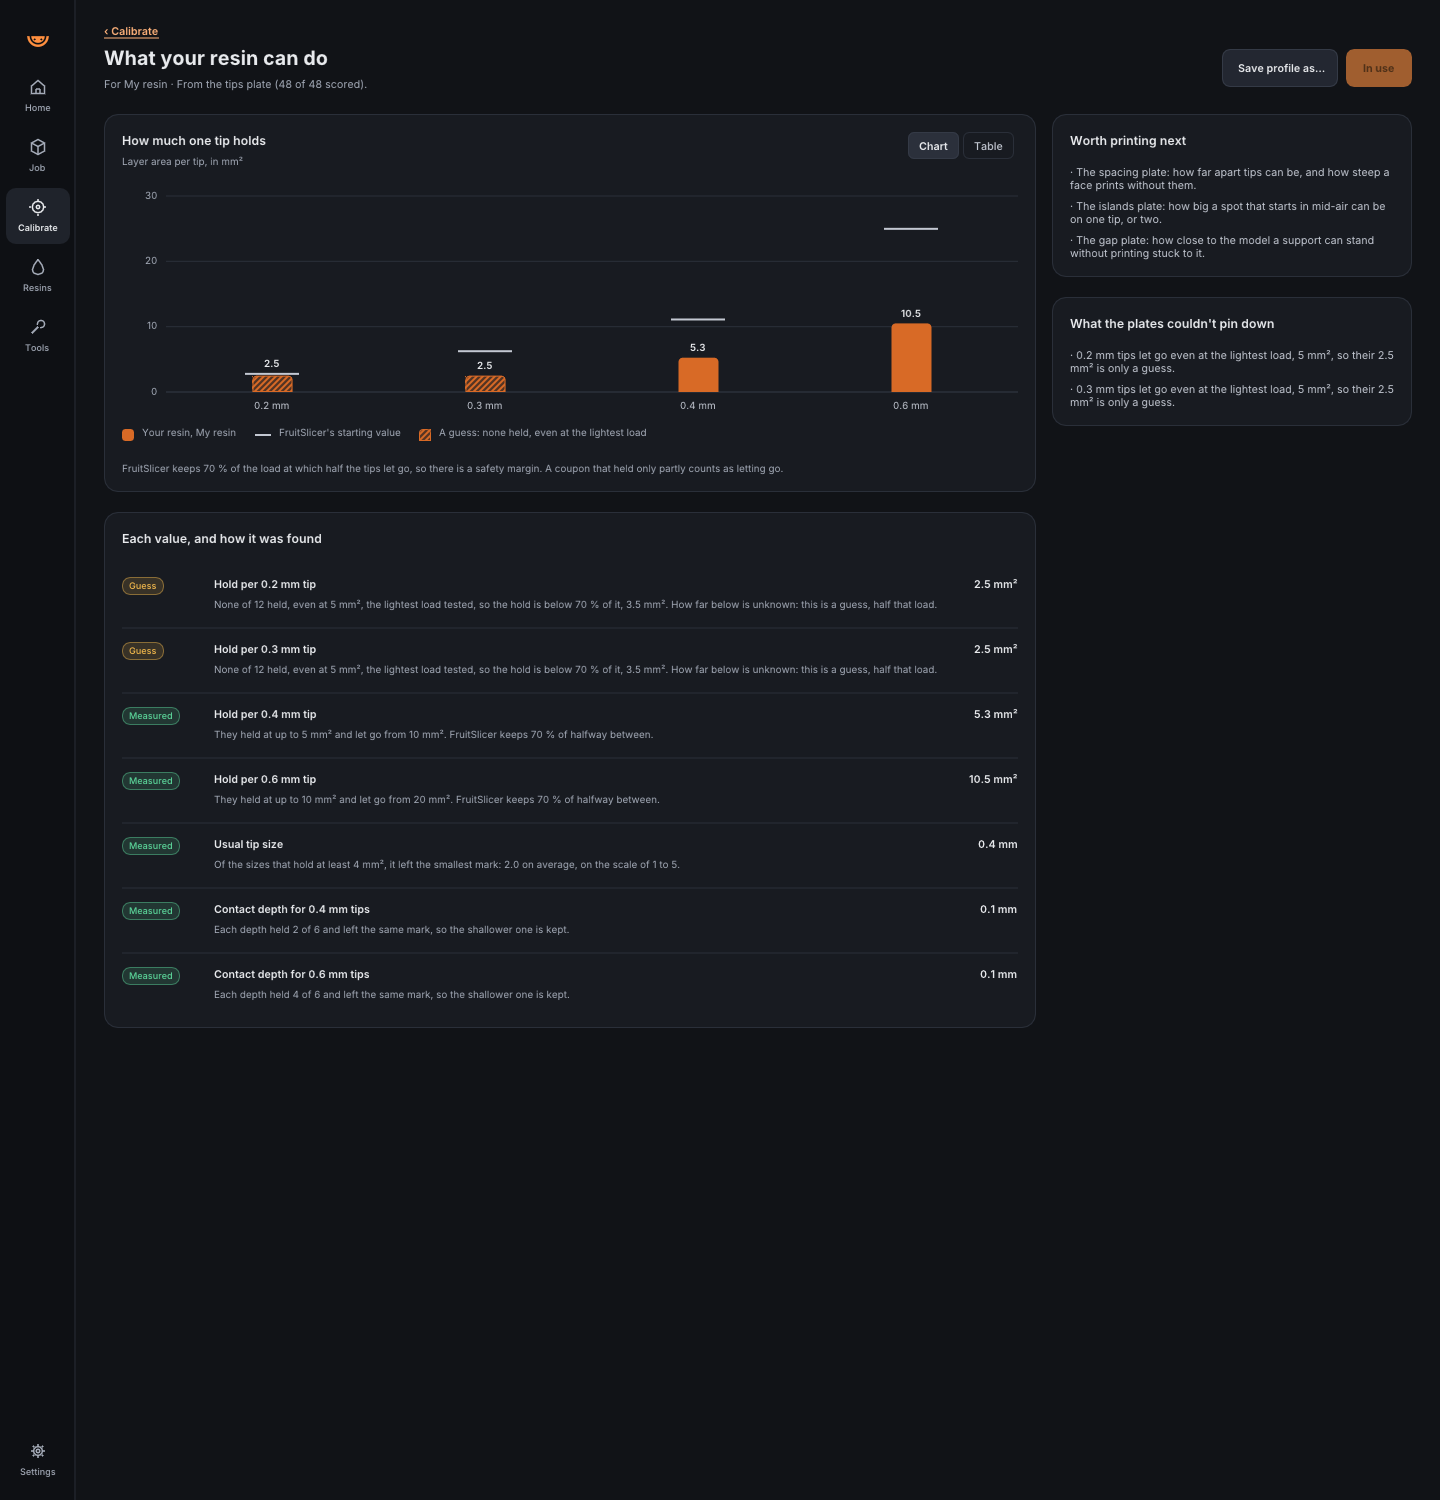 ‹ Calibrate
What your resin can do
For My resin · From the tips plate (48 of 48 scored).
Save profile as...
In use
Home
Job
Calibrate
Resins
Tools
Settings
How much one tip holds
Layer area per tip, in mm²
Chart
Table
30
20
10
0
2.5
2.5
5.3
10.5
0.2 mm
0.3 mm
0.4 mm
0.6 mm
Your resin, My resin
FruitSlicer's starting value
A guess: none held, even at the lightest load
FruitSlicer keeps 70 % of the load at which half the tips let go, so there is a safety margin. A coupon that held only partly counts as letting go.
Worth printing next
· The spacing plate: how far apart tips can be, and how steep a
face prints without them.
· The islands plate: how big a spot that starts in mid-air can be
on one tip, or two.
· The gap plate: how close to the model a support can stand
without printing stuck to it.
What the plates couldn't pin down
· 0.2 mm tips let go even at the lightest load, 5 mm², so their 2.5
mm² is only a guess.
· 0.3 mm tips let go even at the lightest load, 5 mm², so their 2.5
mm² is only a guess.
Each value, and how it was found
Guess
Hold per 0.2 mm tip
2.5 mm²
None of 12 held, even at 5 mm², the lightest load tested, so the hold is below 70 % of it, 3.5 mm². How far below is unknown: this is a guess, half that load.
Guess
Hold per 0.3 mm tip
2.5 mm²
None of 12 held, even at 5 mm², the lightest load tested, so the hold is below 70 % of it, 3.5 mm². How far below is unknown: this is a guess, half that load.
Measured
Hold per 0.4 mm tip
5.3 mm²
They held at up to 5 mm² and let go from 10 mm². FruitSlicer keeps 70 % of halfway between.
Measured
Hold per 0.6 mm tip
10.5 mm²
They held at up to 10 mm² and let go from 20 mm². FruitSlicer keeps 70 % of halfway between.
Measured
Usual tip size
0.4 mm
Of the sizes that hold at least 4 mm², it left the smallest mark: 2.0 on average, on the scale of 1 to 5.
Measured
Contact depth for 0.4 mm tips
0.1 mm
Each depth held 2 of 6 and left the same mark, so the shallower one is kept.
Measured
Contact depth for 0.6 mm tips
0.1 mm
Each depth held 4 of 6 and left the same mark, so the shallower one is kept.